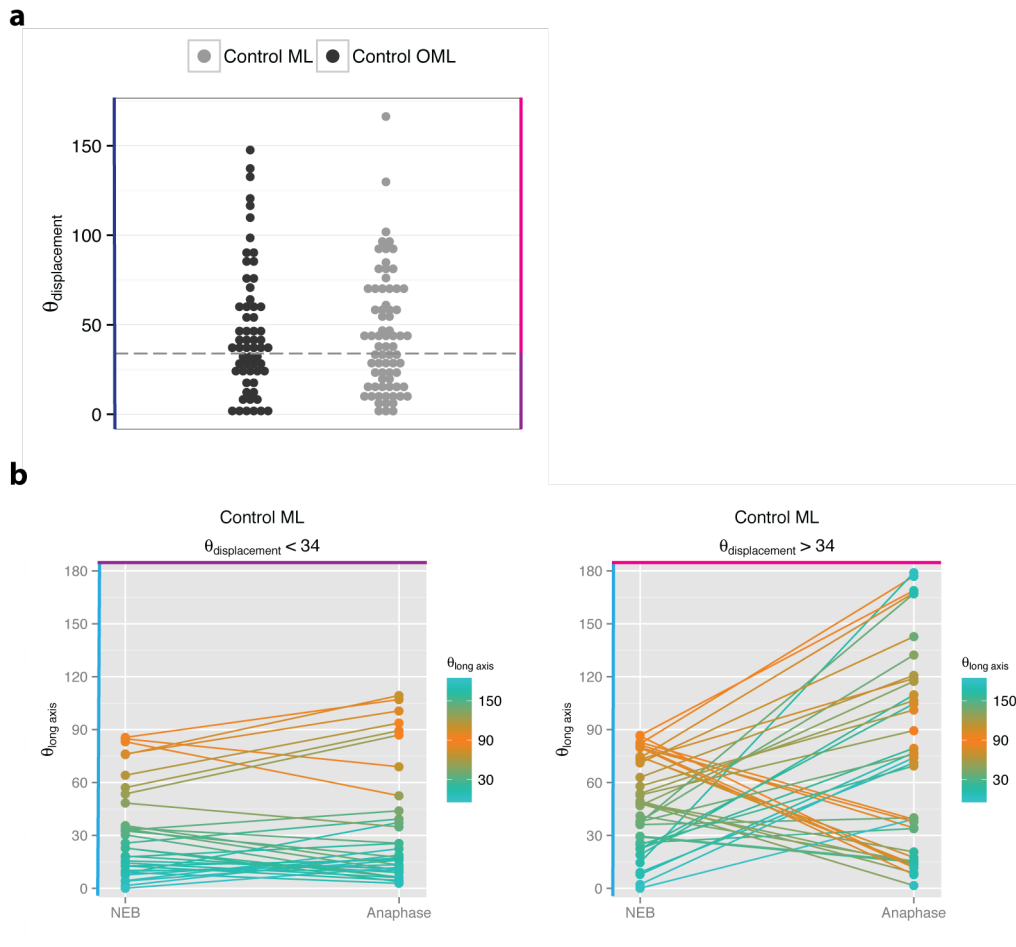 a
Control ML Control OML
150
100
50
0
θdisplacement
b
Control ML
θdisplacement < 34
180
150
120
90
60
30
0
θlong axis
NEB Anaphase
θlong axis
150
90
30
Control ML
θdisplacement > 34
180
150
120
90
60
30
0
θlong axis
NEB Anaphase
θlong axis
150
90
30